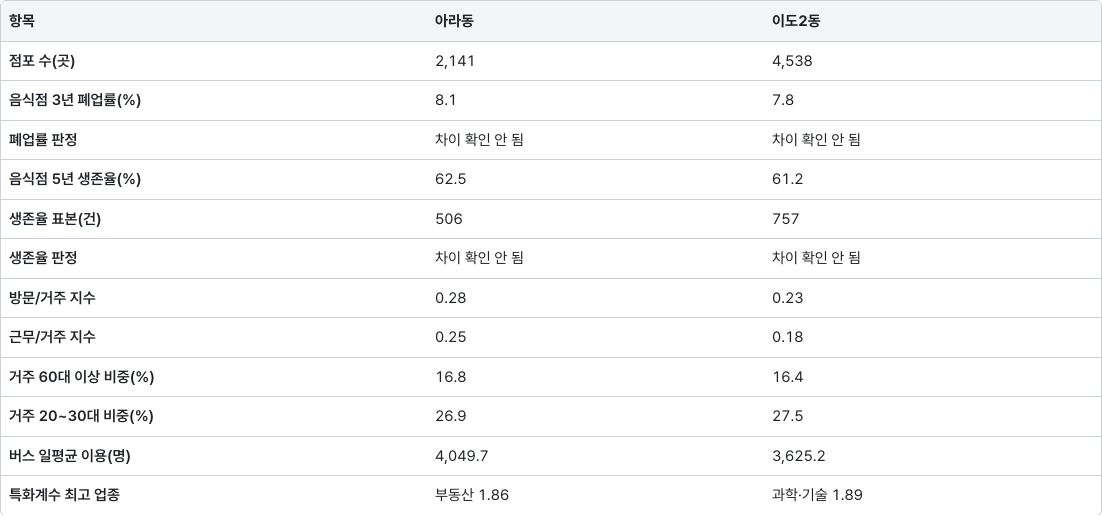 항목 아라동 이도2동
점포 수(곳) 2,141 4,538
음식점 3년 폐업률(%) 8.1 7.8
폐업률 판정 차이 확인 안 됨 차이 확인 안 됨
음식점 5년 생존율(%) 62.5 61.2
생존율 표본(건) 506 757
생존율 판정 차이 확인 안 됨 차이 확인 안 됨
방문/거주 지수 0.28 0.23
근무/거주 지수 0.25 0.18
거주 60대 이상 비중(%) 16.8 16.4
거주 20~30대 비중(%) 26.9 27.5
버스 일평균 이용(명) 4,049.7 3,625.2
특화계수 최고 업종 부동산 1.86 과학·기술 1.89